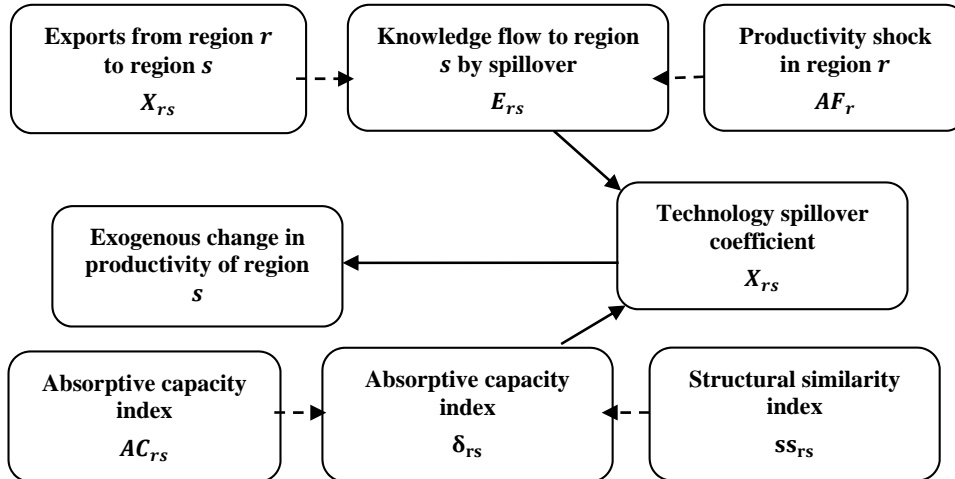 Exports from region r
to region s
X_rs
Knowledge flow to region
s by spillover
E_rs
Productivity shock
in region r
AF_r
Technology spillover
coefficient
X_rs
Exogenous change in
productivity of region
s
Absorptive capacity
index
AC_rs
Absorptive capacity
index
δ_rs
Structural similarity
index
ss_rs